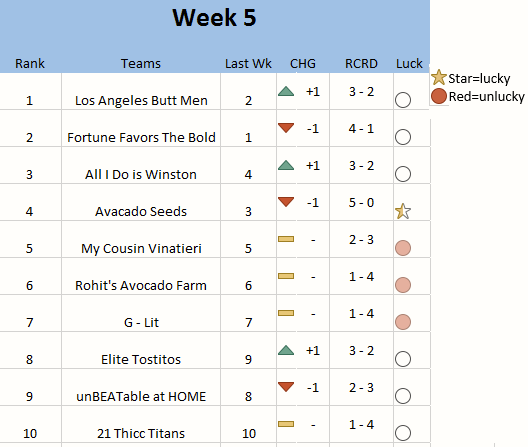 Week 5
Rank Teams Last Wk CHG RCRD Luck
Star=lucky
Red=unlucky
1 Los Angeles Butt Men 2 +1 3 - 2
2 Fortune Favors The Bold 1 -1 4 - 1
3 All I Do is Winston 4 +1 3 - 2
4 Avacado Seeds 3 -1 5 - 0
5 My Cousin Vinatieri 5 - 2 - 3
6 Rohit's Avocado Farm 6 - 1 - 4
7 G - Lit 7 - 1 - 4
8 Elite Tostitos 9 +1 3 - 2
9 unBEATable at HOME 8 -1 2 - 3
10 21 Thicc Titans 10 - 1 - 4